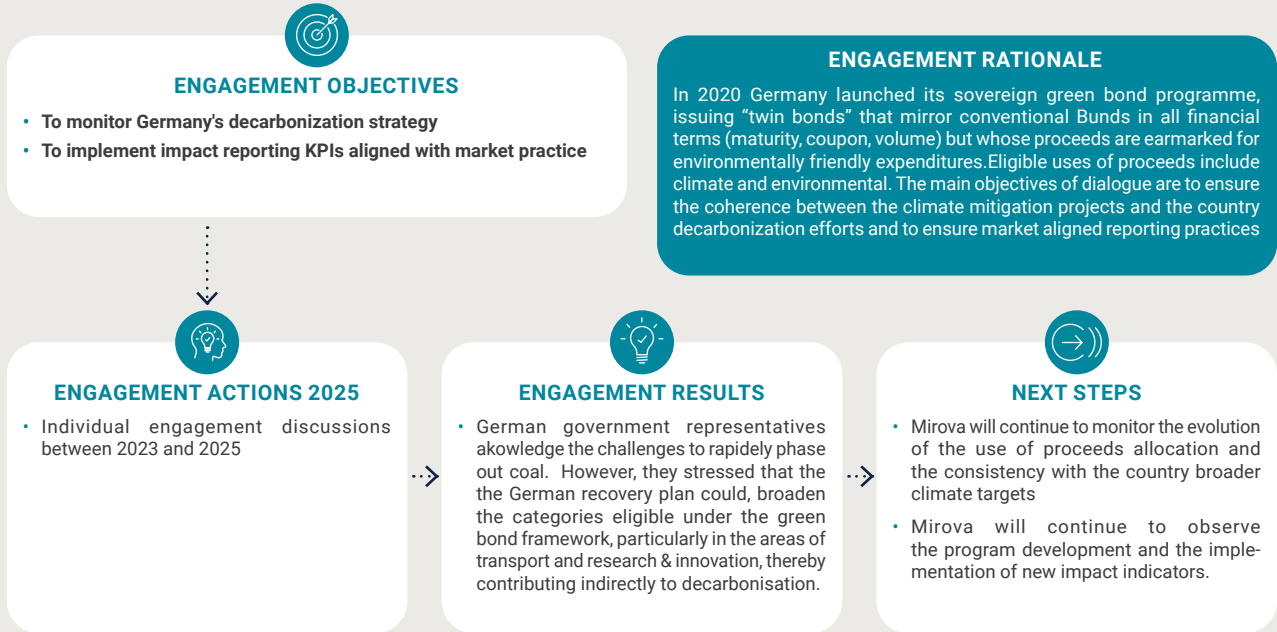 ENGAGEMENT OBJECTIVES
• To monitor Germany's decarbonization strategy
• To implement impact reporting KPIs aligned with market practice
ENGAGEMENT RATIONALE
In 2020 Germany launched its sovereign green bond programme,
issuing “twin bonds” that mirror conventional Bunds in all financial
terms (maturity, coupon, volume) but whose proceeds are earmarked for
environmentally friendly expenditures.Eligible uses of proceeds include
climate and environmental. The main objectives of dialogue are to ensure
the coherence between the climate mitigation projects and the country
decarbonization efforts and to ensure market aligned reporting practices
ENGAGEMENT ACTIONS 2025
• Individual engagement discussions
between 2023 and 2025
ENGAGEMENT RESULTS
• German government representatives
akowledge the challenges to rapidely phase
out coal. However, they stressed that the
the German recovery plan could, broaden
the categories eligible under the green
bond framework, particularly in the areas of
transport and research & innovation, thereby
contributing indirectly to decarbonisation.
NEXT STEPS
• Mirova will continue to monitor the evolution
of the use of proceeds allocation and
the consistency with the country broader
climate targets
• Mirova will continue to observe
the program development and the imple-
mentation of new impact indicators.